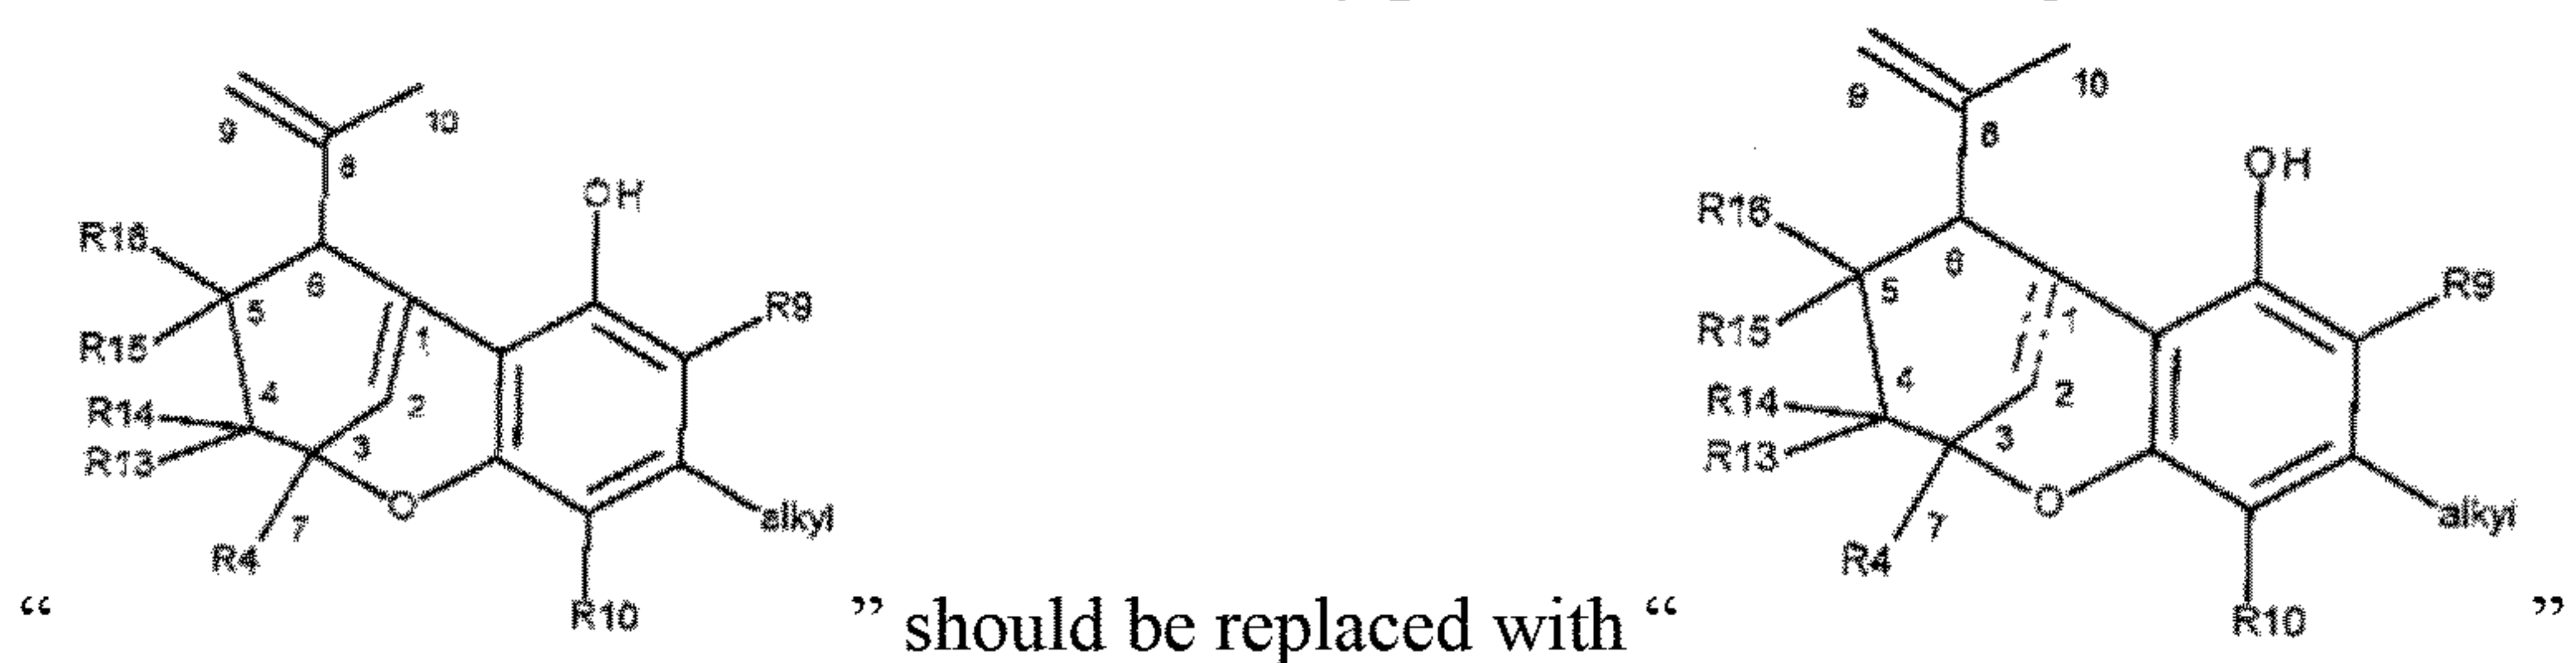 “
9
10
8
OH
R16
6
R9
5
R15
1
4
2
R14
3
R13
O
7
alkyl
R4
R10
” should be replaced with “
9
10
8
OH
R16
6
R9
5
R15
1
4
2
R14
3
R13
O
7
alkyl
R4
R10
”